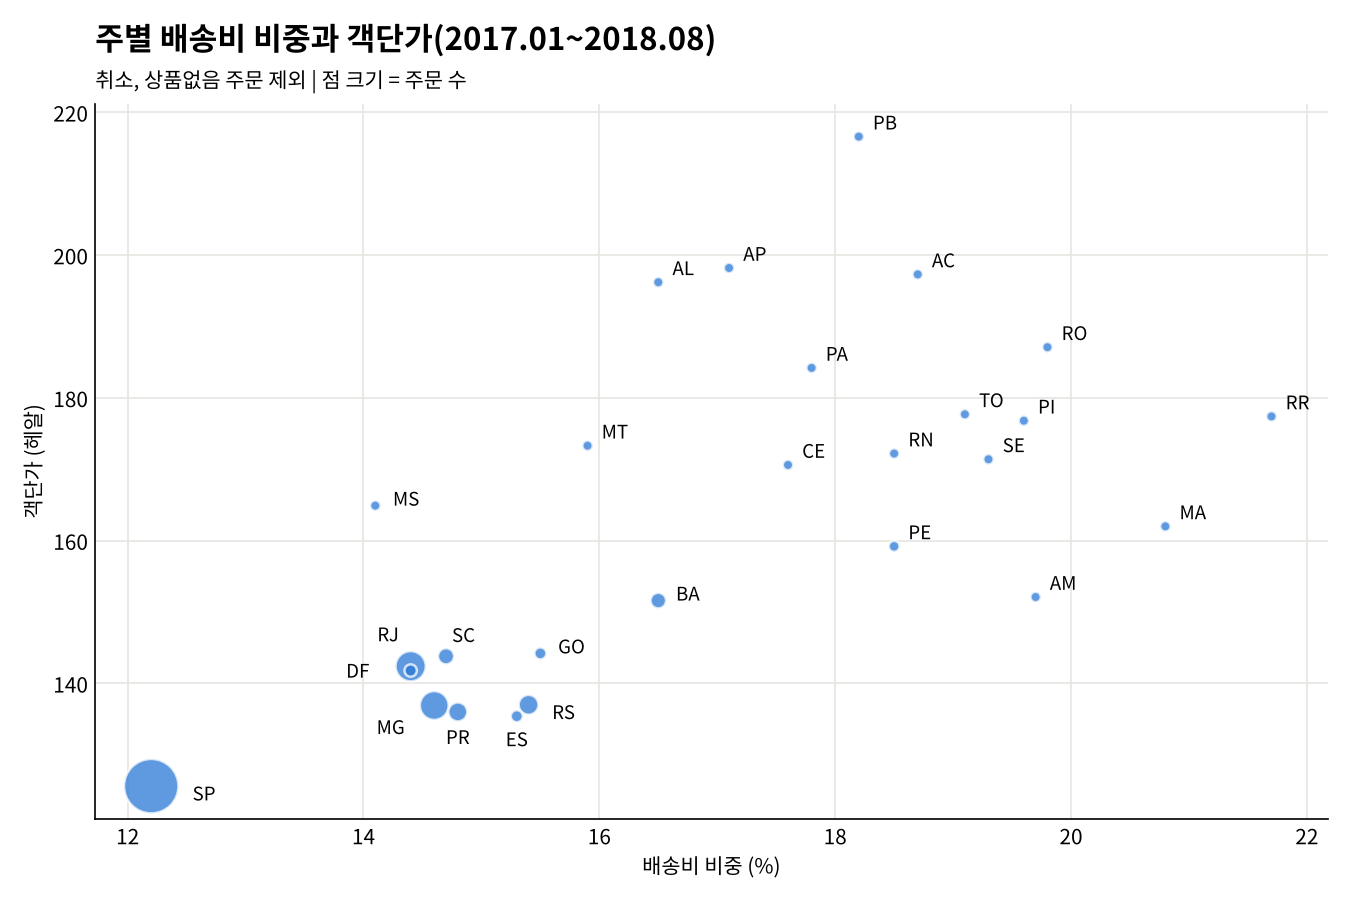 주별 배송비 비중과 객단가(2017.01~2018.08)
취소, 상품없음 주문 제외 | 점 크기 = 주문 수
220
200
180
160
140
객단가 (헤알)
PB
AP
AL
AC
RO
PA
TO
PI
RR
MT
RN
SE
CE
MS
MA
PE
AM
BA
RJ
SC
GO
DF
MG
PR
ES
RS
SP
12
14
16
18
20
22
배송비 비중 (%)